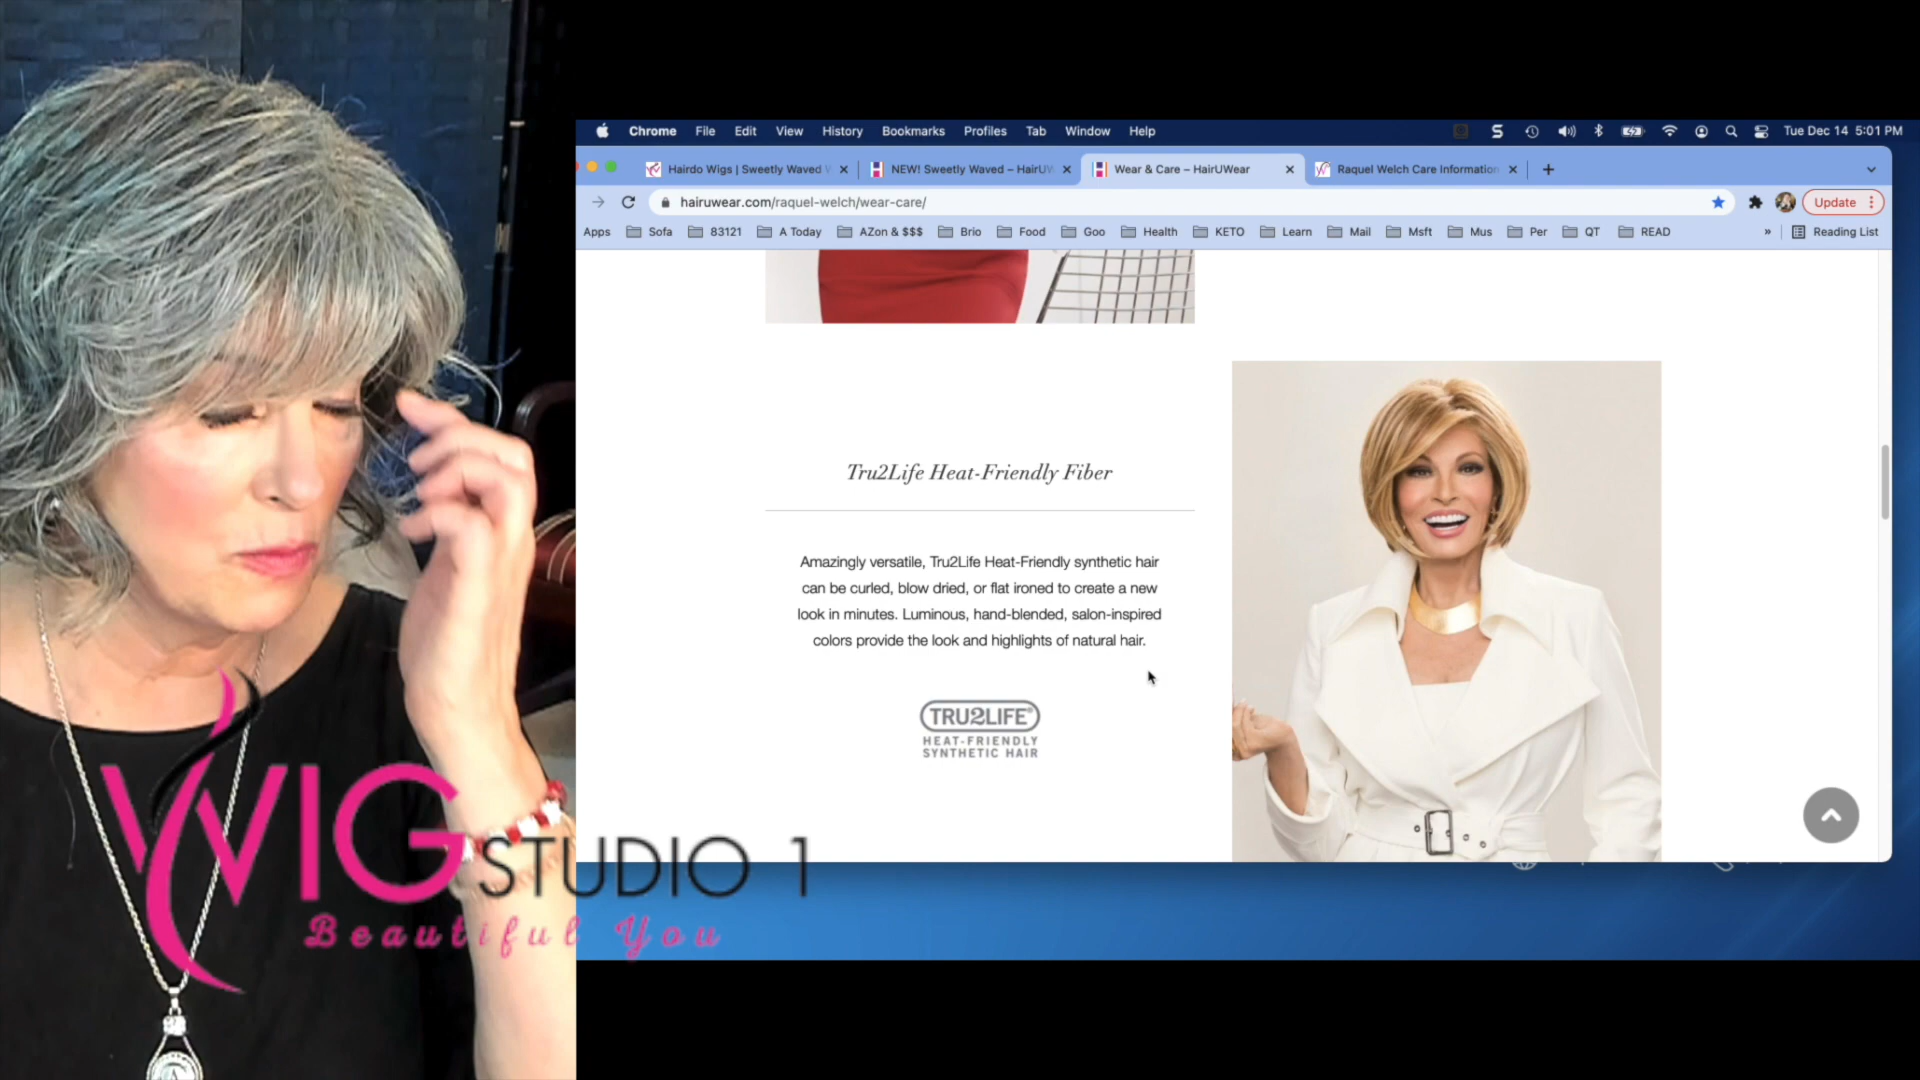 Chrome File Edit View History Bookmarks Profiles Tab Window Help
Tue Dec 14 5:01 PM
Hairdo Wigs | Sweetly Waved
NEW! Sweetly Waved – HairUW
Wear & Care – HairUWear
Raquel Welch Care Information
hairuwear.com/raquel-welch/wear-care/
Update
Apps Sofa 83121 A Today AZon & $$$ Brio Food Goo Health KETO Learn Mail Msft Mus Per QT READ » Reading List
Tru2Life Heat-Friendly Fiber
Amazingly versatile, Tru2Life Heat-Friendly synthetic hair
can be curled, blow dried, or flat ironed to create a new
look in minutes. Luminous, hand-blended, salon-inspired
colors provide the look and highlights of natural hair.
TRU2LIFE®
HEAT-FRIENDLY
SYNTHETIC HAIR
WIG STUDIO 1
Beautiful You